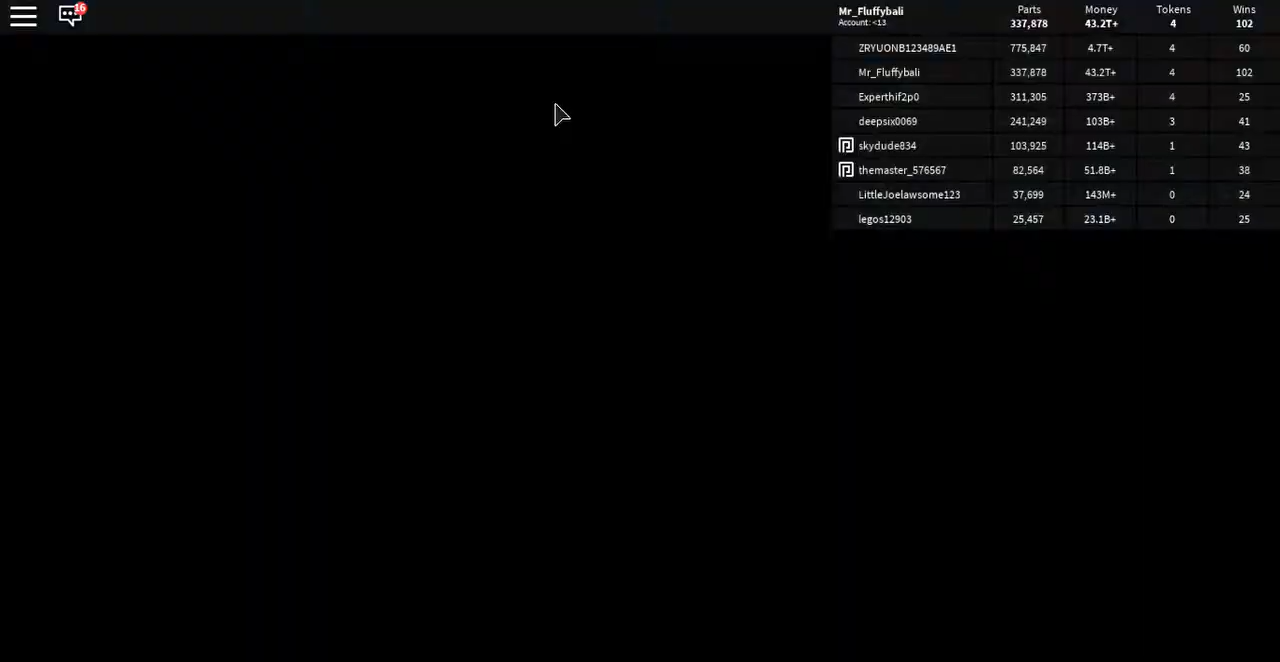 16
Mr_Fluffybali Parts Money Tokens Wins
Account: <13 337,878 43.2T+ 4 102
ZRYUONB123489AE1 775,847 4.7T+ 4 60
Mr_Fluffybali 337,878 43.2T+ 4 102
Experthif2p0 311,305 373B+ 4 25
deepsix0069 241,249 103B+ 3 41
skydude834 103,925 114B+ 1 43
themaster_576567 82,564 51.8B+ 1 38
LittleJoelawsome123 37,699 143M+ 0 24
legos12903 25,457 23.1B+ 0 25